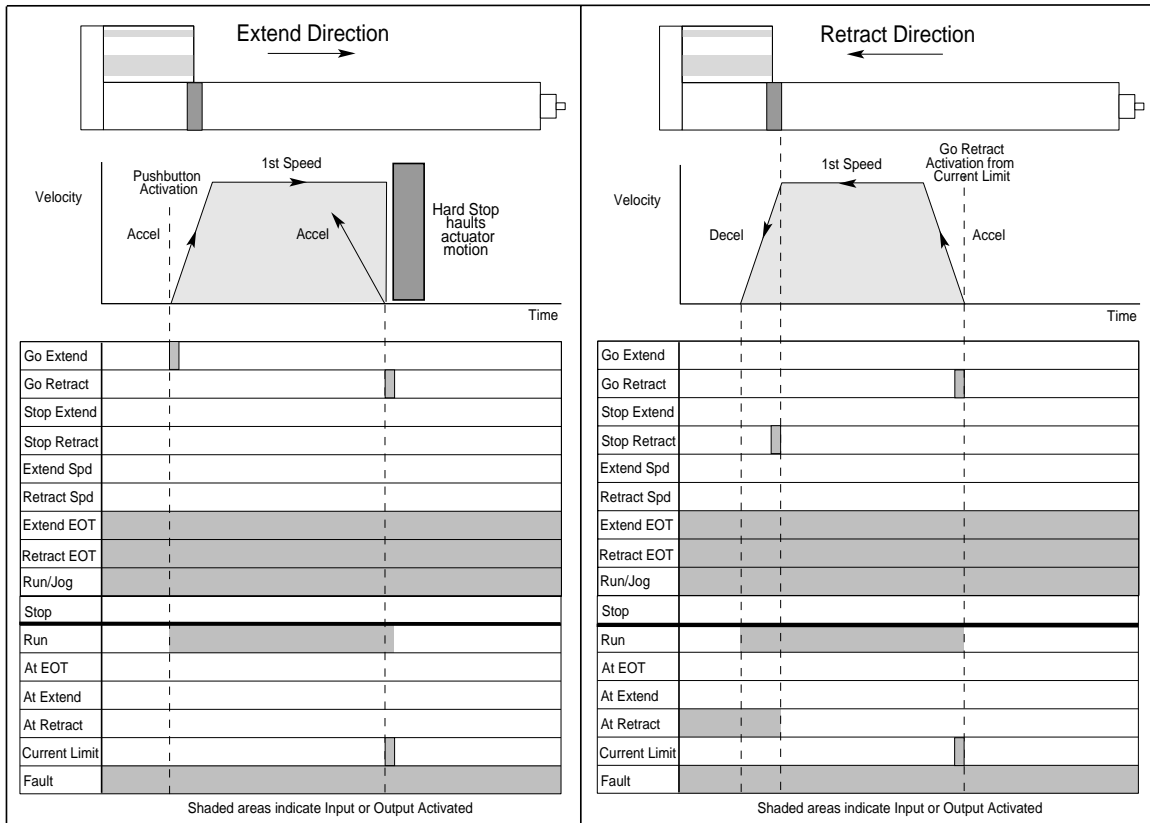 Extend Direction
Pushbutton
Activation
1st Speed
Velocity
Accel
Accel
Hard Stop
haults
actuator
motion
Time
Go Extend
Go Retract
Stop Extend
Stop Retract
Extend Spd
Retract Spd
Extend EOT
Retract EOT
Run/Jog
Stop
Run
At EOT
At Extend
At Retract
Current Limit
Fault
Shaded areas indicate Input or Output Activated
Retract Direction
Go Retract
Activation from
Current Limit
1st Speed
Velocity
Decel
Accel
Time
Go Extend
Go Retract
Stop Extend
Stop Retract
Extend Spd
Retract Spd
Extend EOT
Retract EOT
Run/Jog
Stop
Run
At EOT
At Extend
At Retract
Current Limit
Fault
Shaded areas indicate Input or Output Activated